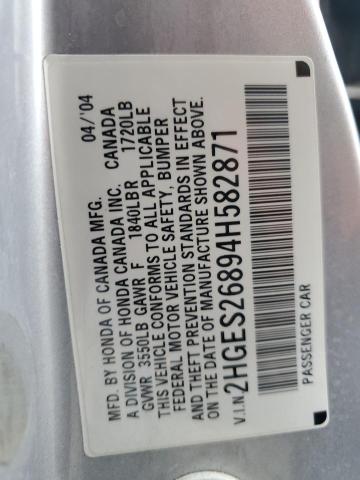 MFD. BY HONDA OF CANADA MFG. 04/'04
A DIVISION OF HONDA CANADA INC. CANADA
GVWR 3550LB GAWR F 1840LBR 1720LB
THIS VEHICLE CONFORMS TO ALL APPLICABLE
FEDERAL MOTOR VEHICLE SAFETY, BUMPER
AND THEFT PREVENTION STANDARDS IN EFFECT
ON THE DATE OF MANUFACTURE SHOWN ABOVE.
V.I.N 2HGES26894H582871
PASSENGER CAR